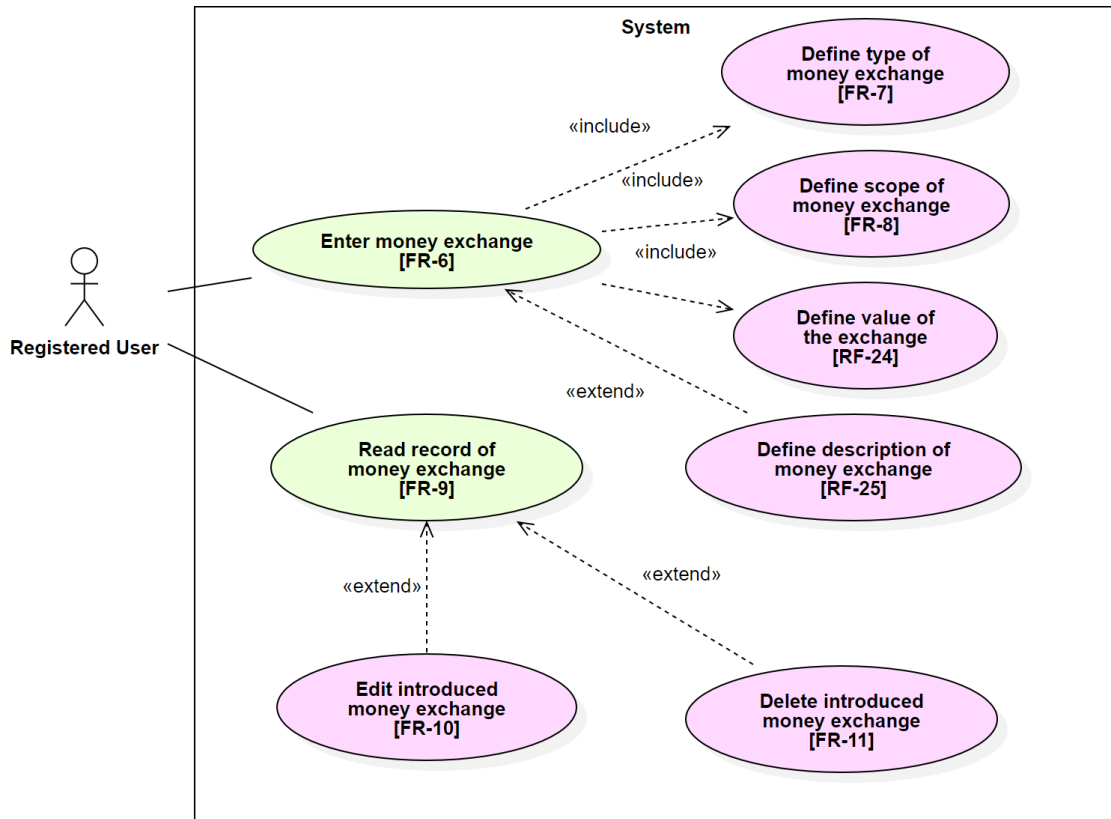 System
Define type of
money exchange
[FR-7]
«include»
«include»
Define scope of
money exchange
[FR-8]
Enter money exchange
[FR-6]
«include»
Define value of
the exchange
[RF-24]
Registered User
«extend»
Read record of
money exchange
[FR-9]
Define description of
money exchange
[RF-25]
«extend»
«extend»
Edit introduced
money exchange
[FR-10]
Delete introduced
money exchange
[FR-11]